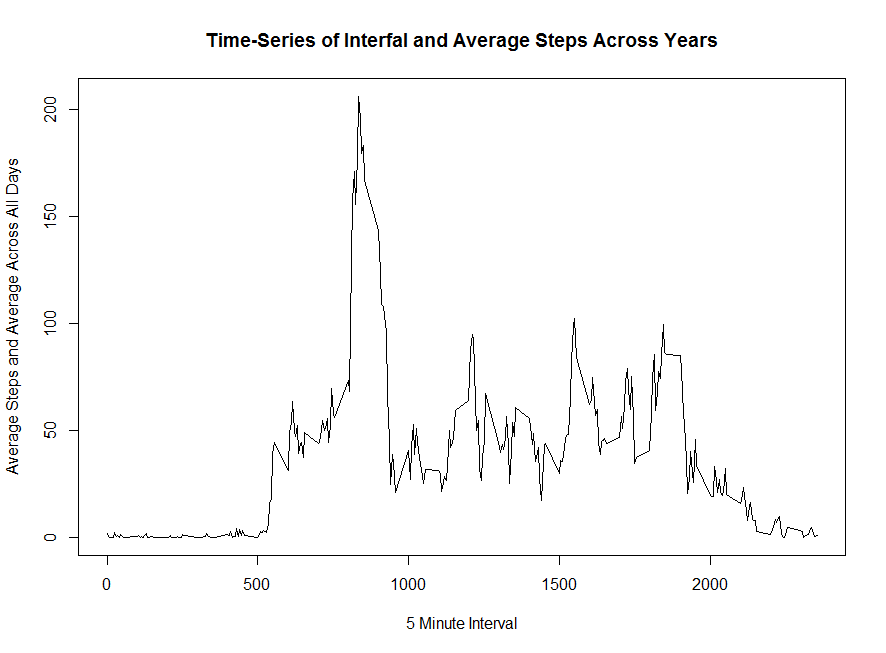 Time-Series of Interfal and Average Steps Across Years
Average Steps and Average Across All Days
200
150
100
50
0
0 500 1000 1500 2000
5 Minute Interval